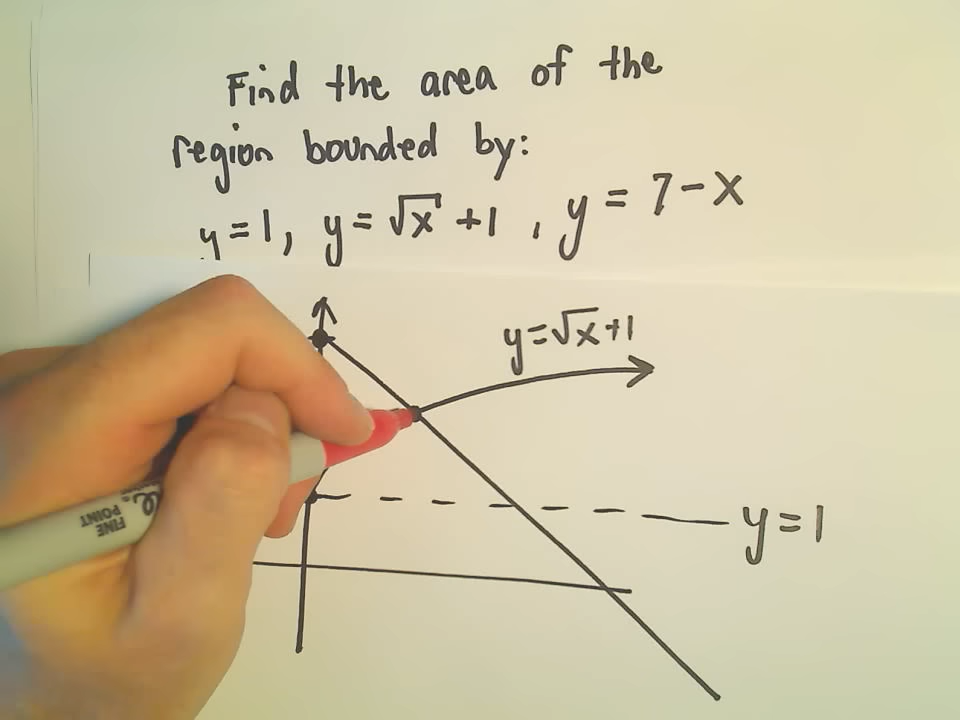 Find the area of the
region bounded by:
y = 1, y = √x + 1, y = 7 - x
y = √x + 1
y = 1
FINE
POINT